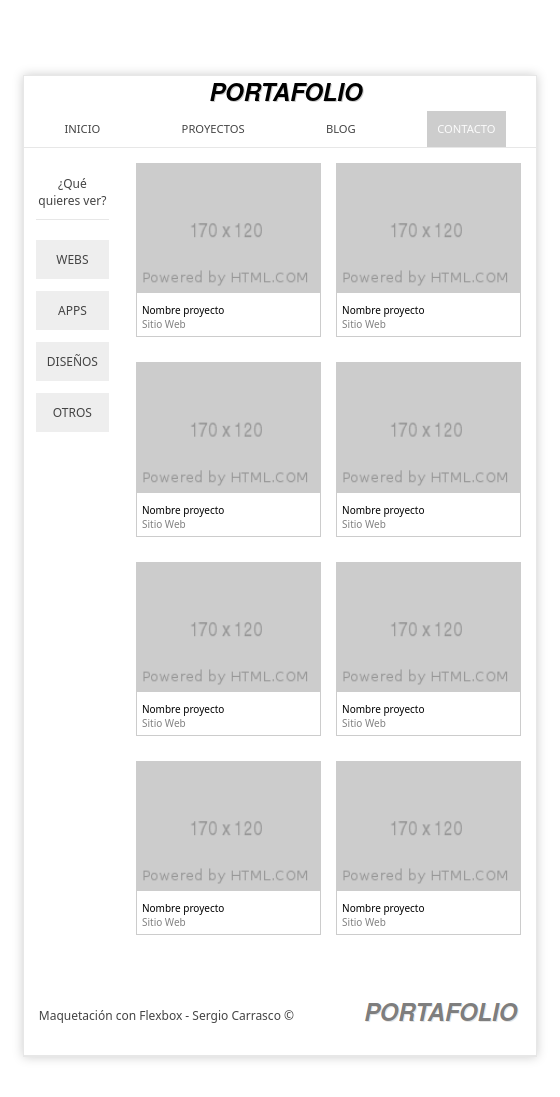 PORTAFOLIO
INICIO PROYECTOS BLOG CONTACTO
¿Qué
quieres ver?
WEBS
APPS
DISEÑOS
OTROS
170 x 120 170 x 120
Powered by HTML.COM Powered by HTML.COM
Nombre proyecto Nombre proyecto
Sitio Web Sitio Web
170 x 120 170 x 120
Powered by HTML.COM Powered by HTML.COM
Nombre proyecto Nombre proyecto
Sitio Web Sitio Web
170 x 120 170 x 120
Powered by HTML.COM Powered by HTML.COM
Nombre proyecto Nombre proyecto
Sitio Web Sitio Web
170 x 120 170 x 120
Powered by HTML.COM Powered by HTML.COM
Nombre proyecto Nombre proyecto
Sitio Web Sitio Web
Maquetación con Flexbox - Sergio Carrasco © PORTAFOLIO